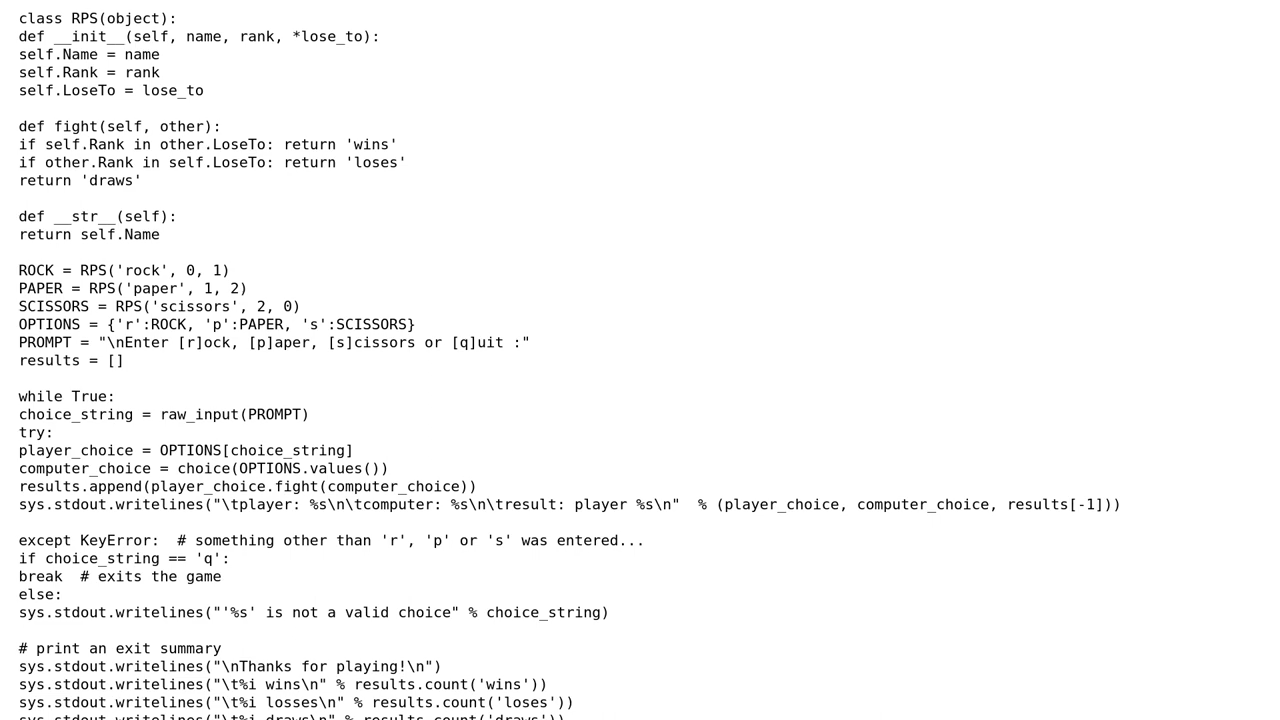 class RPS(object):
def __init__(self, name, rank, *lose_to):
self.Name = name
self.Rank = rank
self.LoseTo = lose_to

def fight(self, other):
if self.Rank in other.LoseTo: return 'wins'
if other.Rank in self.LoseTo: return 'loses'
return 'draws'

def __str__(self):
return self.Name

ROCK = RPS('rock', 0, 1)
PAPER = RPS('paper', 1, 2)
SCISSORS = RPS('scissors', 2, 0)
OPTIONS = {'r':ROCK, 'p':PAPER, 's':SCISSORS}
PROMPT = "\nEnter [r]ock, [p]aper, [s]cissors or [q]uit :"
results = []

while True:
choice_string = raw_input(PROMPT)
try:
player_choice = OPTIONS[choice_string]
computer_choice = choice(OPTIONS.values())
results.append(player_choice.fight(computer_choice))
sys.stdout.writelines("\tplayer: %s\n\tcomputer: %s\n\tresult: player %s\n"  % (player_choice, computer_choice, results[-1]))

except KeyError:  # something other than 'r', 'p' or 's' was entered...
if choice_string == 'q':
break  # exits the game
else:
sys.stdout.writelines("'%s' is not a valid choice" % choice_string)

# print an exit summary
sys.stdout.writelines("\nThanks for playing!\n")
sys.stdout.writelines("\t%i wins\n" % results.count('wins'))
sys.stdout.writelines("\t%i losses\n" % results.count('loses'))
sys.stdout.writelines("\t%i draws\n" % results.count('draws'))